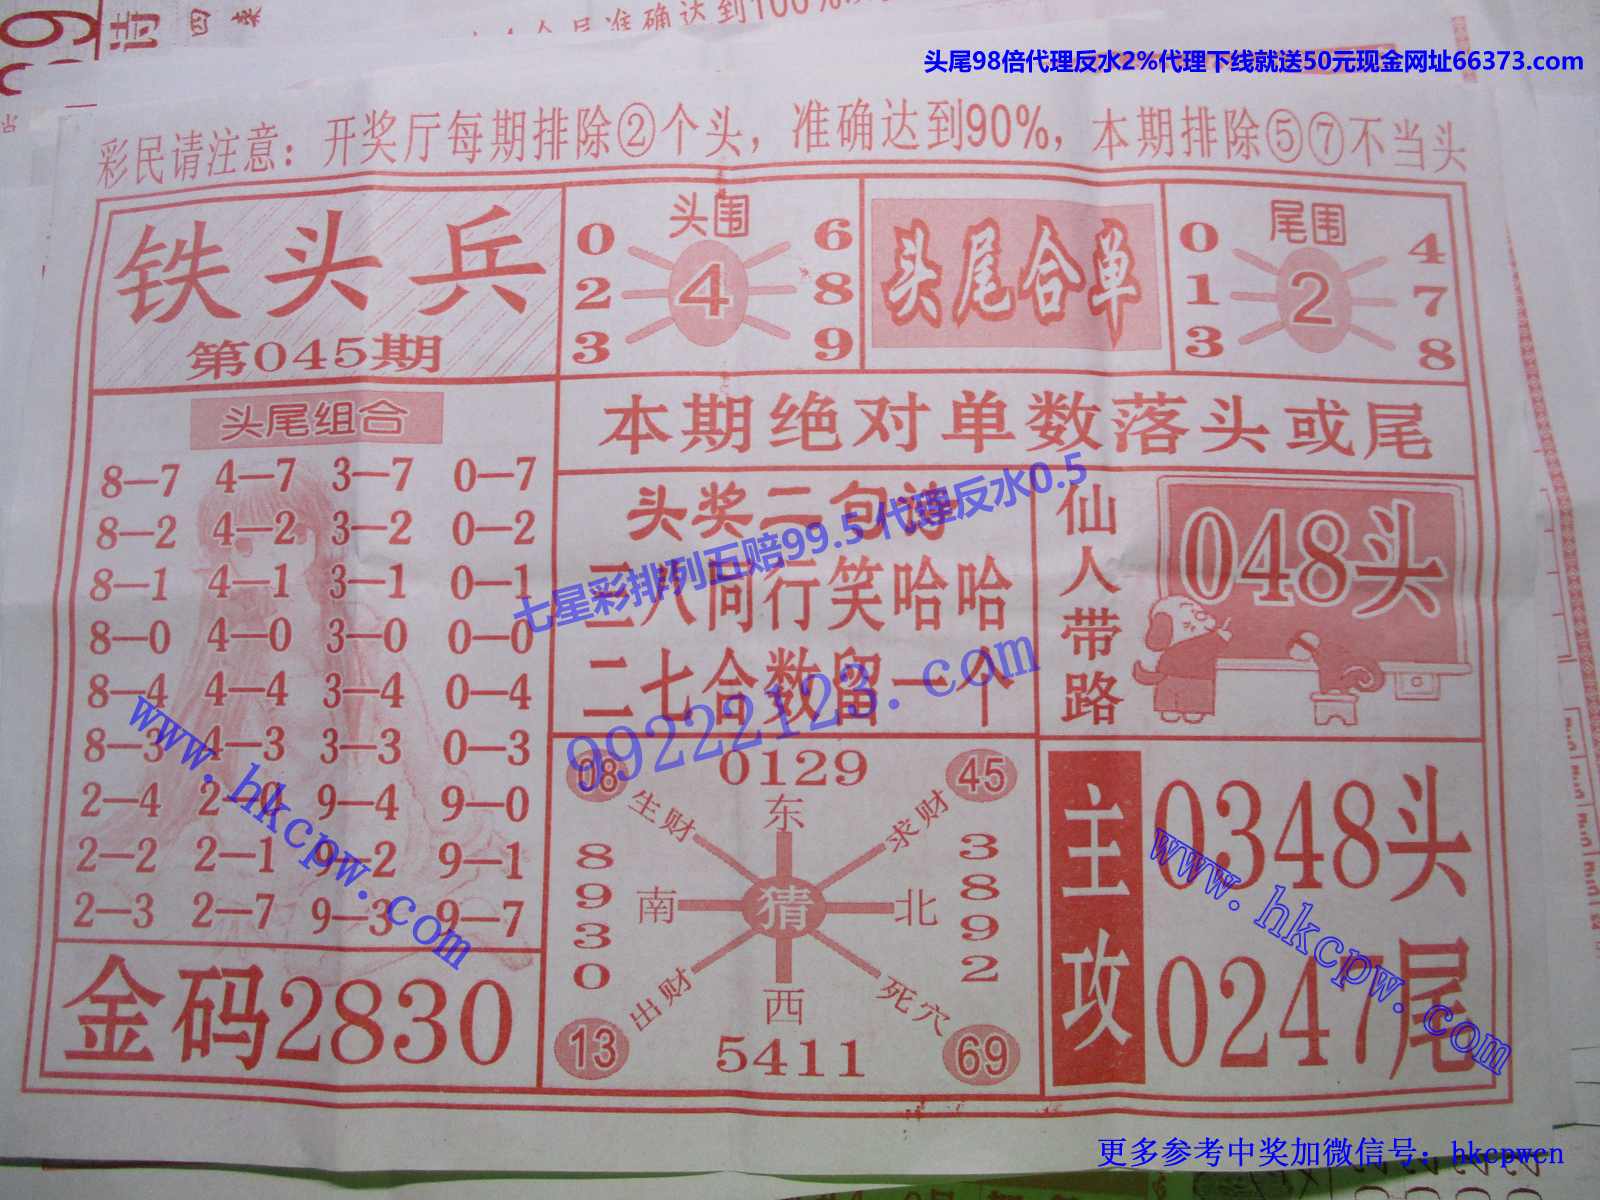 诗
四
头尾98倍代理反水2%代理下线就送50元现金网址66373.com
彩民请注意：开奖厅每期排除②个头，准确达到90%，本期排除⑤⑦不当头
铁头兵
第045期
头围
0 6
2 4 8
3 9
头尾合单
尾围
0 4
1 2 7
3 8
头尾组合
8—7 4—7 3—7 0—7
8—2 4—2 3—2 0—2
8—1 4—1 3—1 0—1
8—0 4—0 3—0 0—0
8—4 4—4 3—4 0—4
8—3 4—3 3—3 0—3
2—4 2—0 9—4 9—0
2—2 2—1 9—2 9—1
2—3 2—7 9—3 9—7
金码2830
本期绝对单数落头或尾
头奖二句诗
三八同行笑哈哈
二七合数留一个
仙人带路
048头
08 0129 45
生财 东 求财
8930
南 猜 北
3892
出财 西 死穴
13 5411 69
主攻
0348头
0247尾
七星彩排列五赔99.5代理反水0.5
99222123.com
www.hkcpw.com
www.hkcpw.com
更多参考中奖加微信号：hkcpwcn